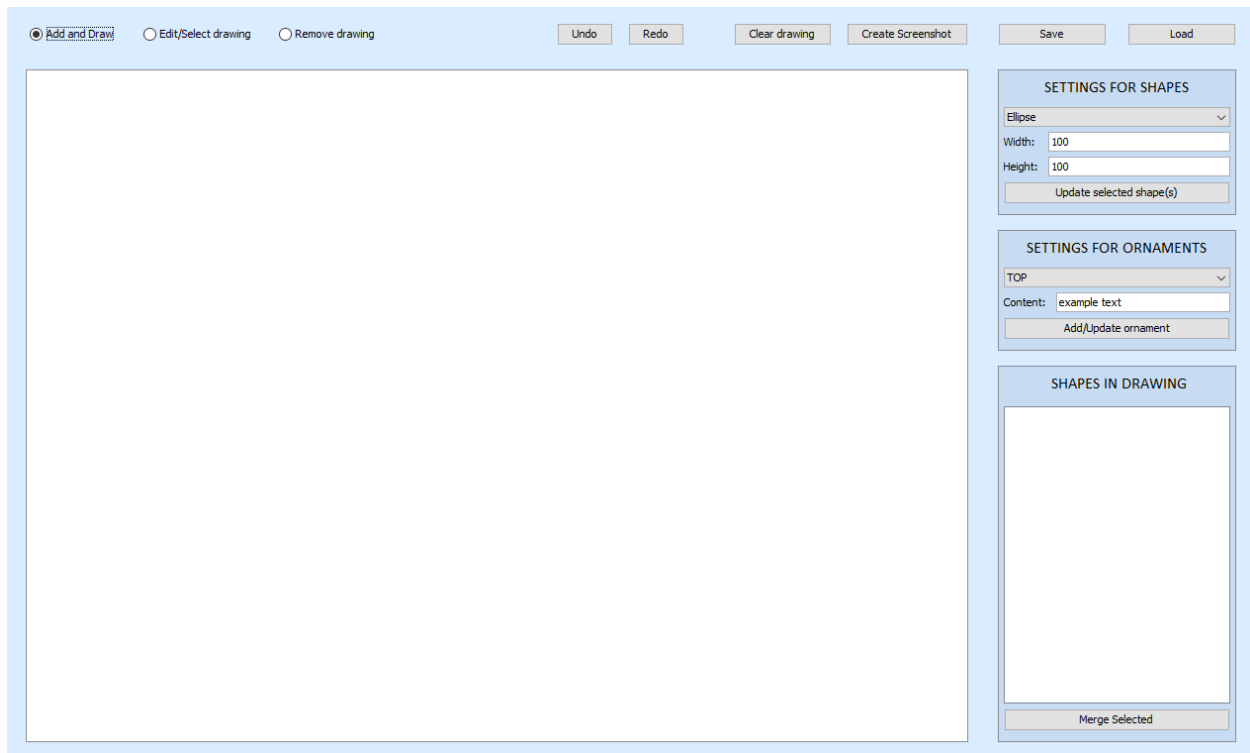 Add and Draw Edit/Select drawing Remove drawing Undo Redo Clear drawing Create Screenshot Save Load
SETTINGS FOR SHAPES
Ellipse
Width: 100
Height: 100
Update selected shape(s)
SETTINGS FOR ORNAMENTS
TOP
Content: example text
Add/Update ornament
SHAPES IN DRAWING
Merge Selected